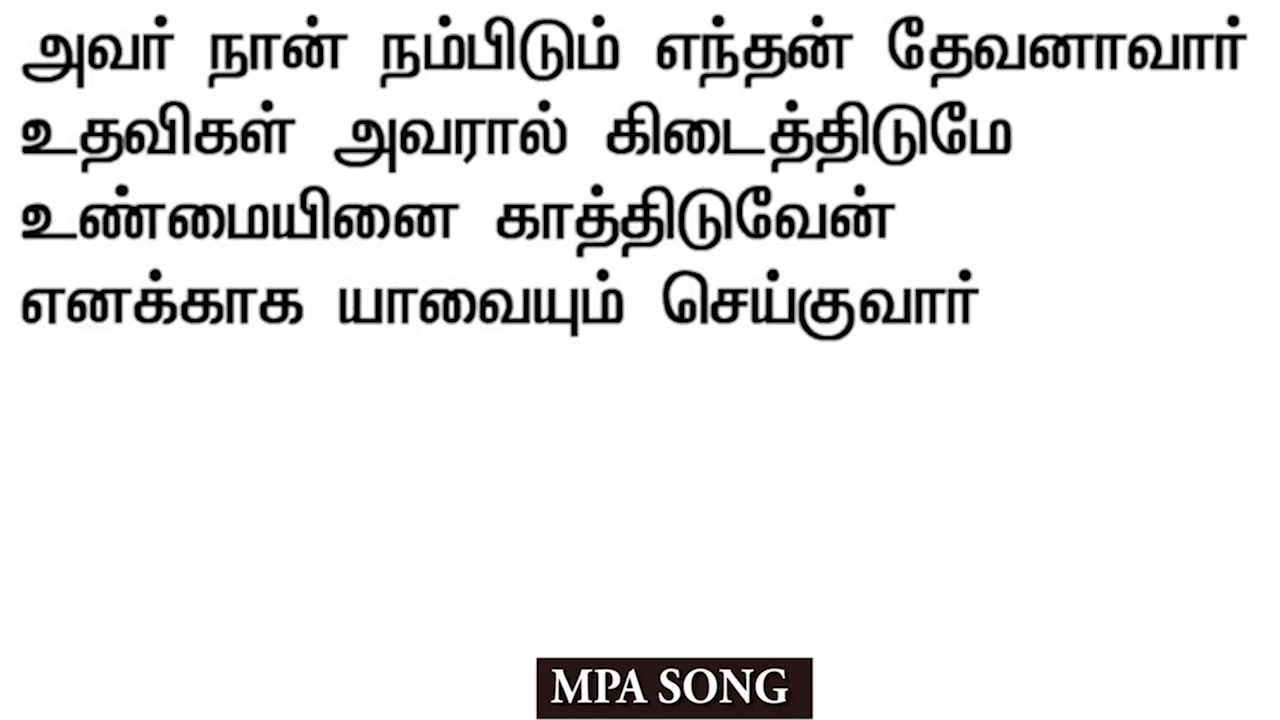 அவர் நான் நம்பிடும் எந்தன் தேவனாவார்
உதவிகள் அவரால் கிடைத்திடுமே
உண்மையினை காத்திடுவேன்
எனக்காக யாவையும் செய்குவார்
MPA SONG